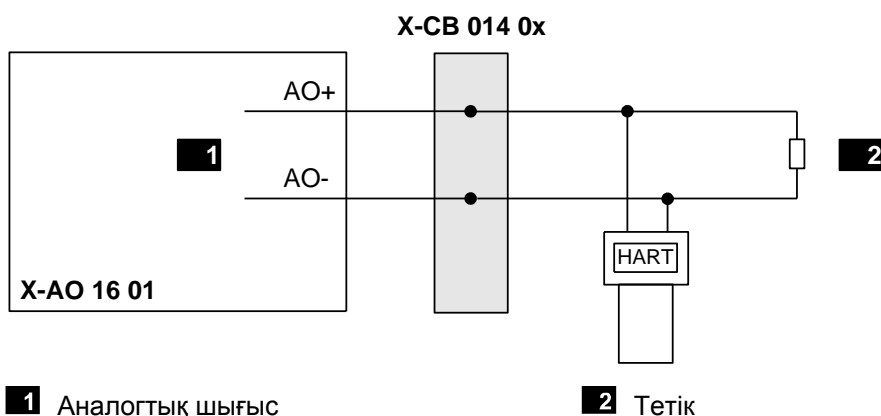 X-CB 014 0x
AO+
1
2
AO-
HART
X-AO 16 01
1 Аналогтық шығыс
2 Тетік